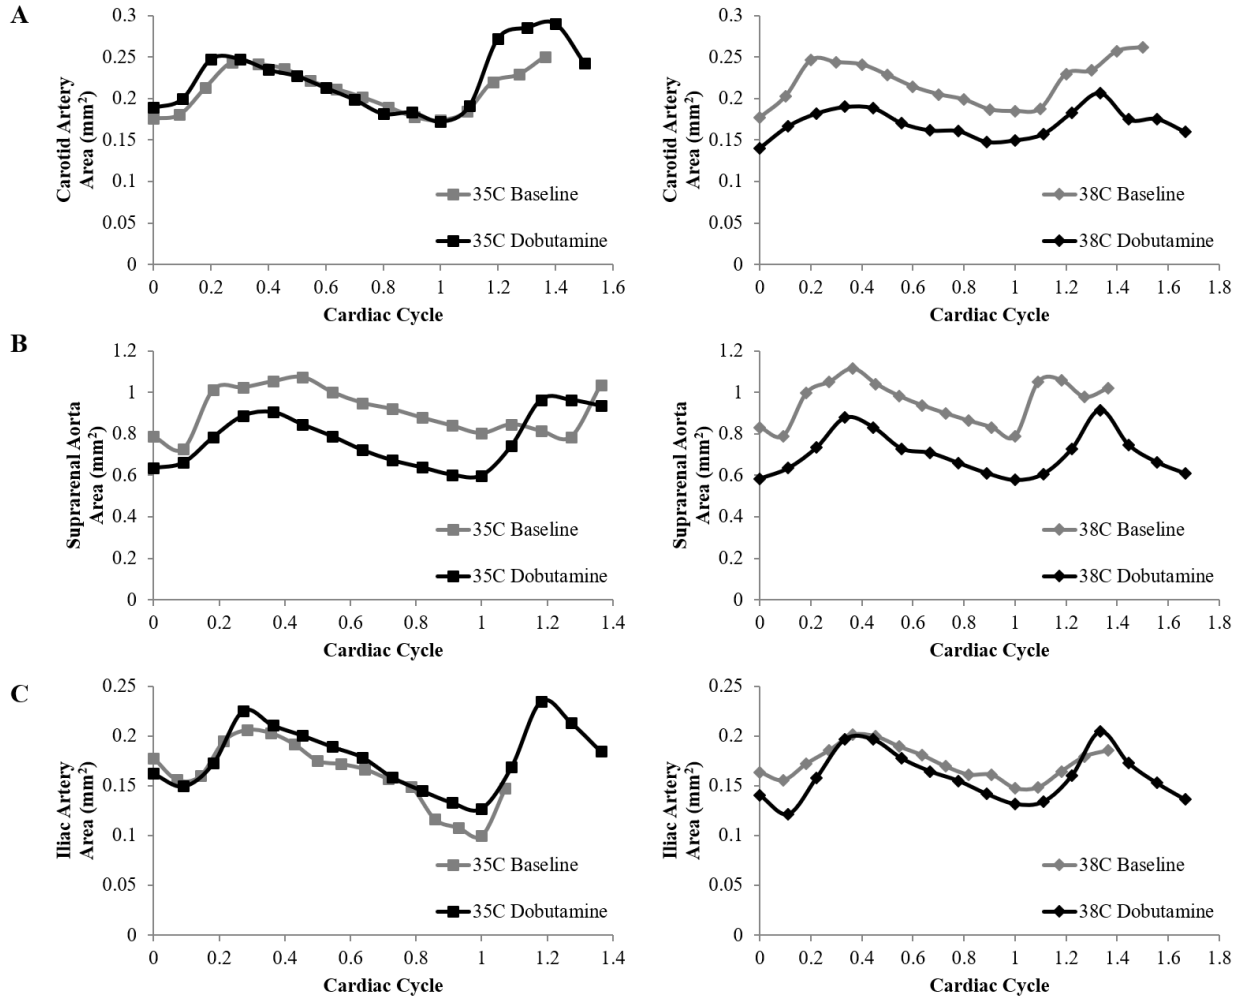 A
0.3
0.25
0.2
0.15
0.1
0.05
0
Carotid Artery
Area (mm²)
35C Baseline
35C Dobutamine
0 0.2 0.4 0.6 0.8 1 1.2 1.4 1.6
Cardiac Cycle
0.3
0.25
0.2
0.15
0.1
0.05
0
Carotid Artery
Area (mm²)
38C Baseline
38C Dobutamine
0 0.2 0.4 0.6 0.8 1 1.2 1.4 1.6 1.8
Cardiac Cycle
B
1.2
1
0.8
0.6
0.4
0.2
0
Suprarenal Aorta
Area (mm²)
35C Baseline
35C Dobutamine
0 0.2 0.4 0.6 0.8 1 1.2 1.4
Cardiac Cycle
1.2
1
0.8
0.6
0.4
0.2
0
Suprarenal Aorta
Area (mm²)
38C Baseline
38C Dobutamine
0 0.2 0.4 0.6 0.8 1 1.2 1.4 1.6 1.8
Cardiac Cycle
C
0.25
0.2
0.15
0.1
0.05
0
Iliac Artery
Area (mm²)
35C Baseline
35C Dobutamine
0 0.2 0.4 0.6 0.8 1 1.2 1.4
Cardiac Cycle
0.25
0.2
0.15
0.1
0.05
0
Iliac Artery
Area (mm²)
38C Baseline
38C Dobutamine
0 0.2 0.4 0.6 0.8 1 1.2 1.4 1.6 1.8
Cardiac Cycle